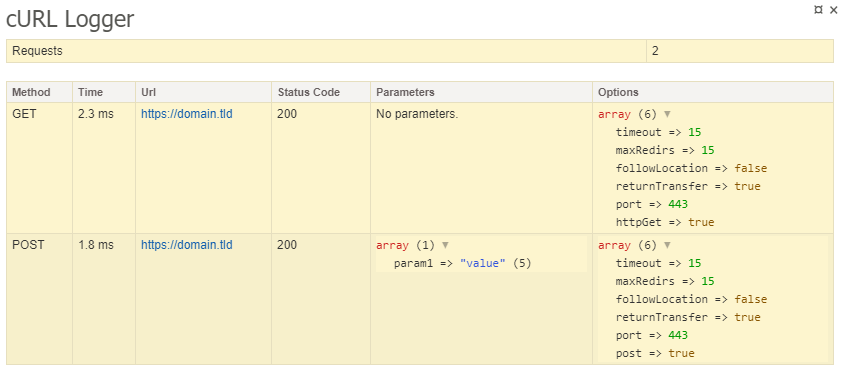 cURL Logger
Requests 2
Method Time Url Status Code Parameters Options
GET 2.3 ms https://domain.tld 200 No parameters. array (6) ▼
timeout => 15
maxRedirs => 15
followLocation => false
returnTransfer => true
port => 443
httpGet => true
POST 1.8 ms https://domain.tld 200 array (1) ▼ array (6) ▼
param1 => "value" (5) timeout => 15
maxRedirs => 15
followLocation => false
returnTransfer => true
port => 443
post => true